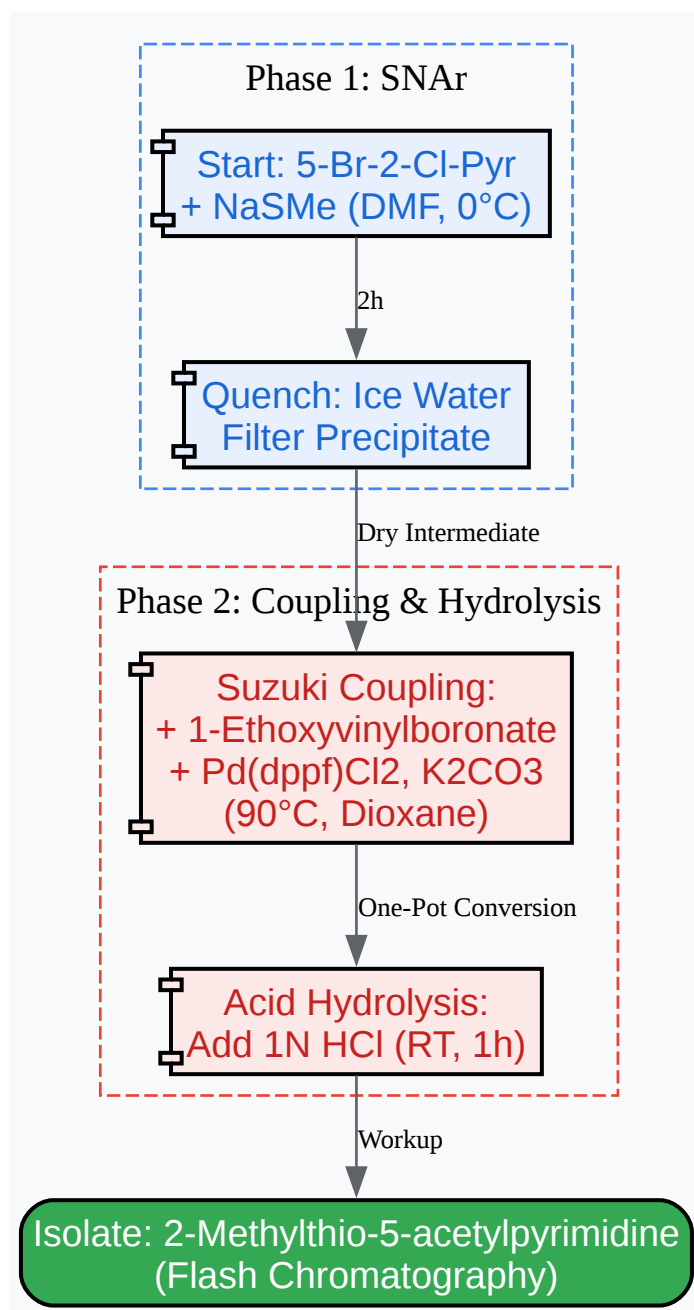 Phase 1: SNAr
Start: 5-Br-2-Cl-Pyr
+ NaSMe (DMF, 0°C)
2h
Quench: Ice Water
Filter Precipitate
Dry Intermediate
Phase 2: Coupling & Hydrolysis
Suzuki Coupling:
+ 1-Ethoxyvinylboronate
+ Pd(dppf)Cl2, K2CO3
(90°C, Dioxane)
One-Pot Conversion
Acid Hydrolysis:
Add 1N HCl (RT, 1h)
Workup
Isolate: 2-Methylthio-5-acetylpyrimidine
(Flash Chromatography)